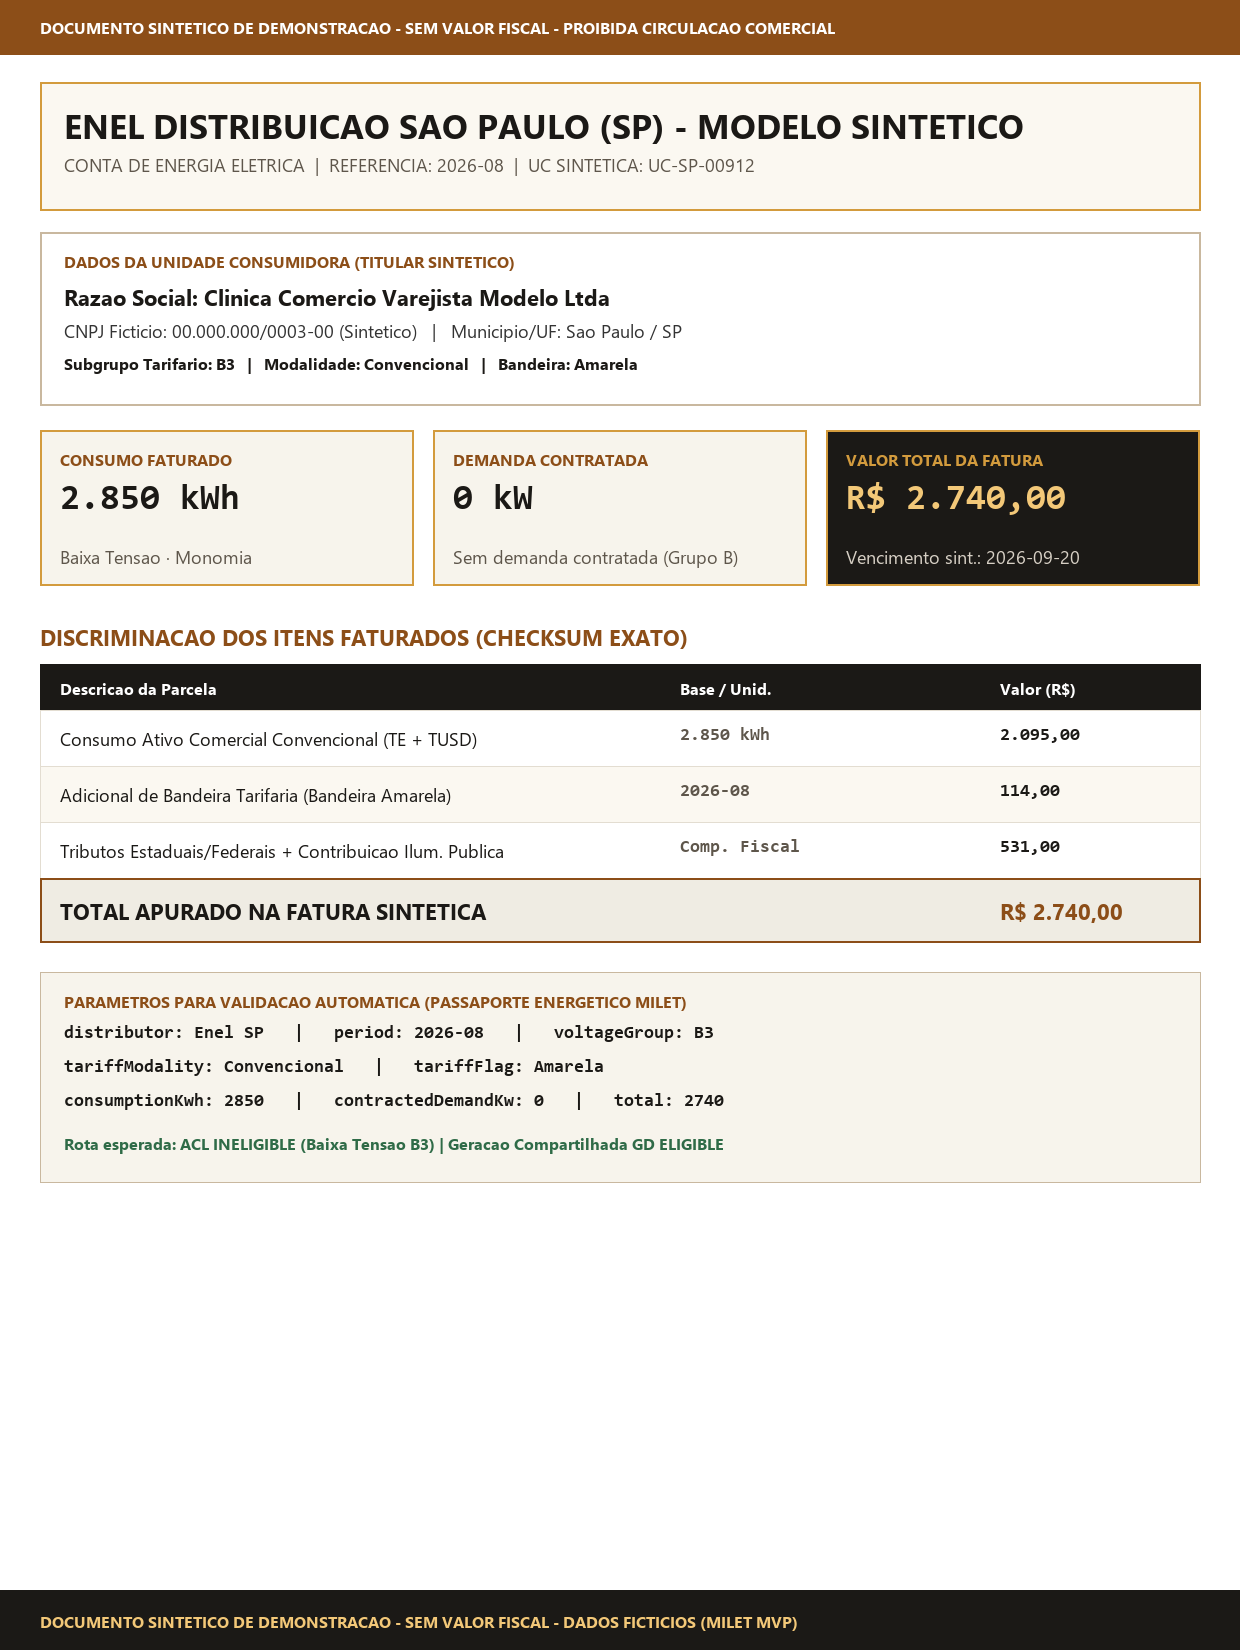 DOCUMENTO SINTETICO DE DEMONSTRACAO - SEM VALOR FISCAL - PROIBIDA CIRCULACAO COMERCIAL
ENEL DISTRIBUICAO SAO PAULO (SP) - MODELO SINTETICO
CONTA DE ENERGIA ELETRICA | REFERENCIA: 2026-08 | UC SINTETICA: UC-SP-00912
DADOS DA UNIDADE CONSUMIDORA (TITULAR SINTETICO)
Razao Social: Clinica Comercio Varejista Modelo Ltda
CNPJ Ficticio: 00.000.000/0003-00 (Sintetico) | Municipio/UF: Sao Paulo / SP
Subgrupo Tarifario: B3 | Modalidade: Convencional | Bandeira: Amarela
CONSUMO FATURADO
2.850 kWh
Baixa Tensao · Monomia
DEMANDA CONTRATADA
0 kW
Sem demanda contratada (Grupo B)
VALOR TOTAL DA FATURA
R$ 2.740,00
Vencimento sint.: 2026-09-20
DISCRIMINACAO DOS ITENS FATURADOS (CHECKSUM EXATO)
Descricao da Parcela Base / Unid. Valor (R$)
Consumo Ativo Comercial Convencional (TE + TUSD) 2.850 kWh 2.095,00
Adicional de Bandeira Tarifaria (Bandeira Amarela) 2026-08 114,00
Tributos Estaduais/Federais + Contribuicao Ilum. Publica Comp. Fiscal 531,00
TOTAL APURADO NA FATURA SINTETICA R$ 2.740,00
PARAMETROS PARA VALIDACAO AUTOMATICA (PASSAPORTE ENERGETICO MILET)
distributor: Enel SP | period: 2026-08 | voltageGroup: B3
tariffModality: Convencional | tariffFlag: Amarela
consumptionKwh: 2850 | contractedDemandKw: 0 | total: 2740
Rota esperada: ACL INELIGIBLE (Baixa Tensao B3) | Geracao Compartilhada GD ELIGIBLE
DOCUMENTO SINTETICO DE DEMONSTRACAO - SEM VALOR FISCAL - DADOS FICTICIOS (MILET MVP)